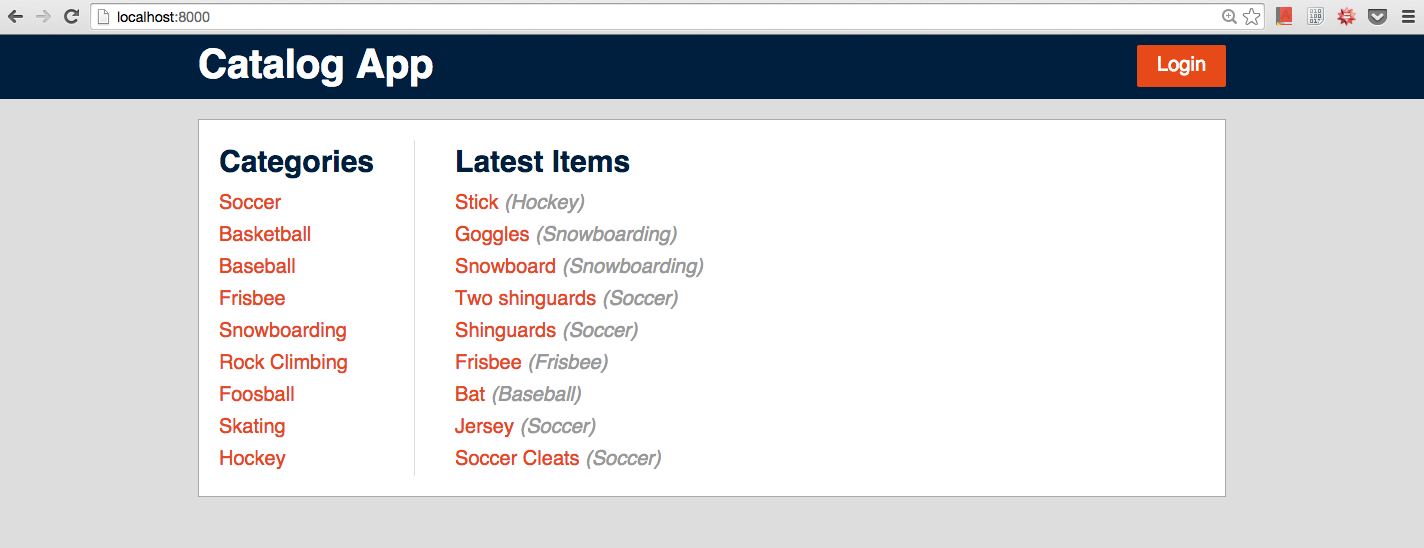 localhost:8000
Catalog App
Login
Categories
Soccer
Basketball
Baseball
Frisbee
Snowboarding
Rock Climbing
Foosball
Skating
Hockey
Latest Items
Stick (Hockey)
Goggles (Snowboarding)
Snowboard (Snowboarding)
Two shinguards (Soccer)
Shinguards (Soccer)
Frisbee (Frisbee)
Bat (Baseball)
Jersey (Soccer)
Soccer Cleats (Soccer)